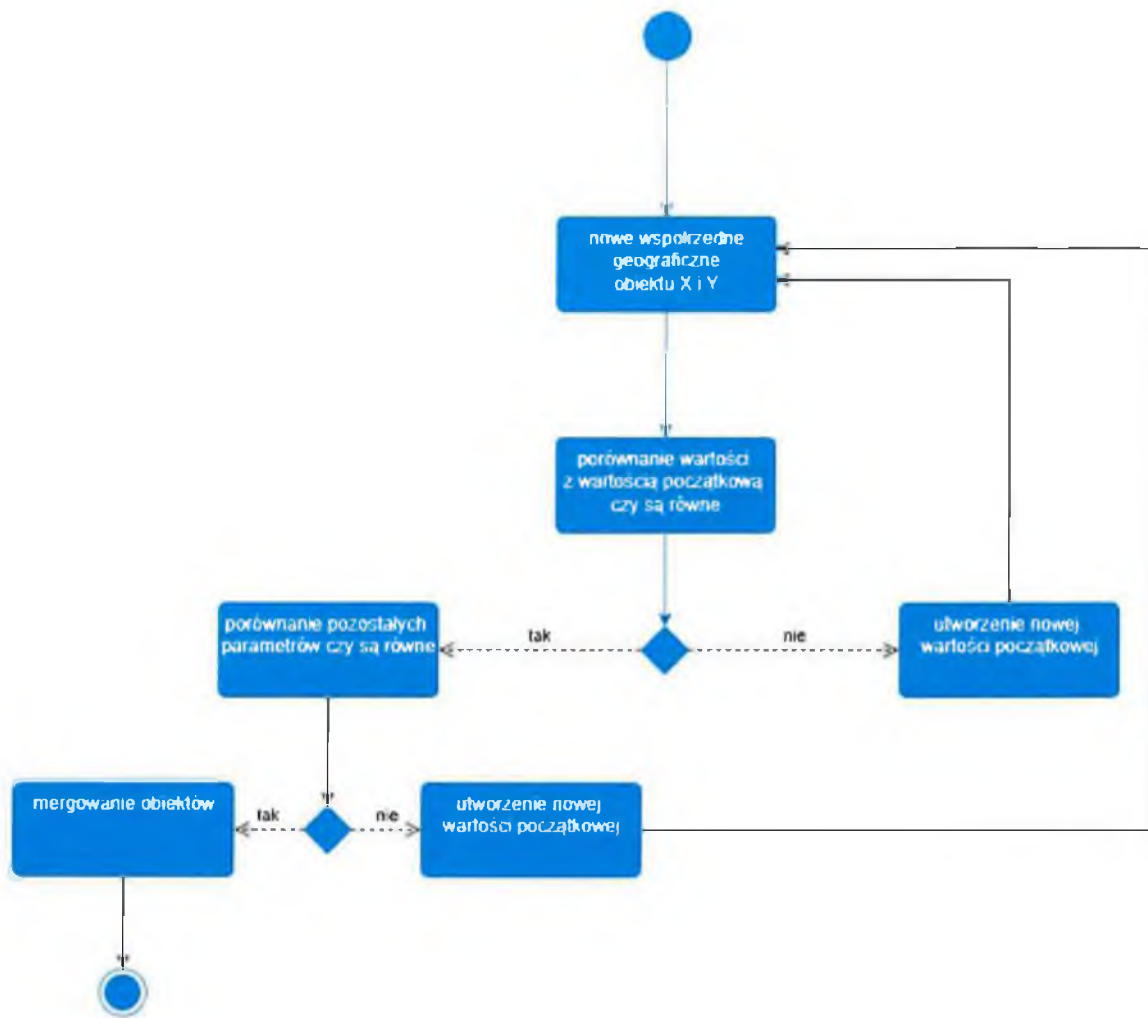 nowe wspolrzedne
geograficzne
obiektu X i Y
porównanie wartości
z wartością początkową
czy są równe
porównanie pozostałych
parametrów czy są równe
tak
nie
utworzenie nowej
wartości początkowej
mergowanie obiektów
tak
nie
utworzenie nowej
wartości początkowej